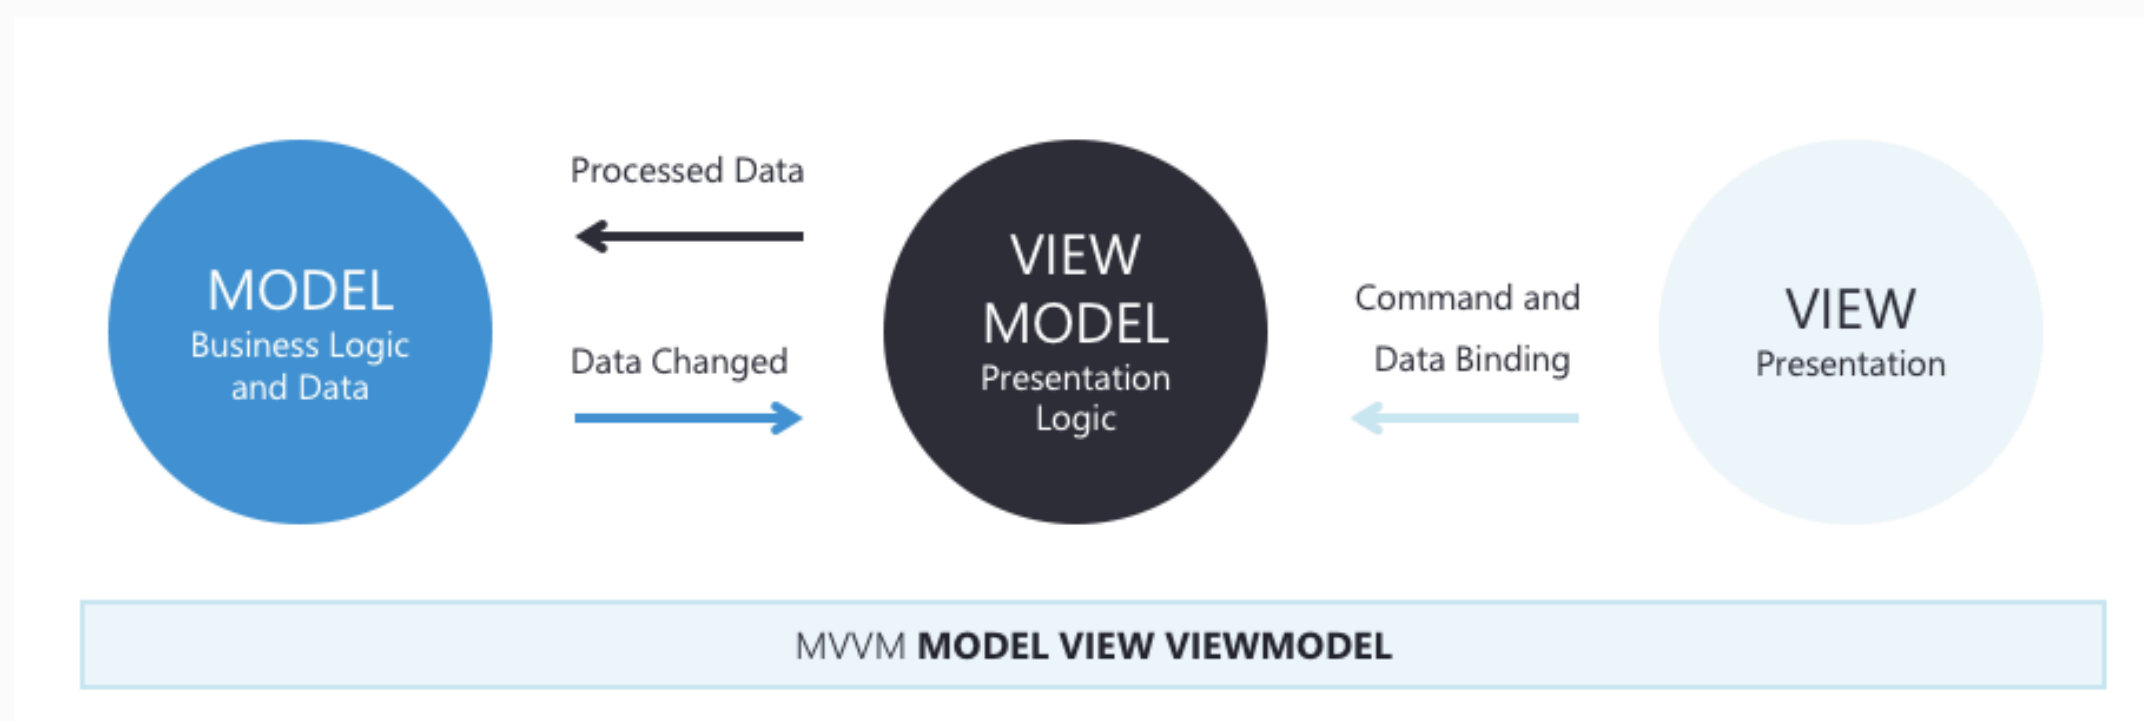 MODEL
Business Logic
and Data
Processed Data
Data Changed
VIEW
MODEL
Presentation
Logic
Command and
Data Binding
VIEW
Presentation
MVVM MODEL VIEW VIEWMODEL